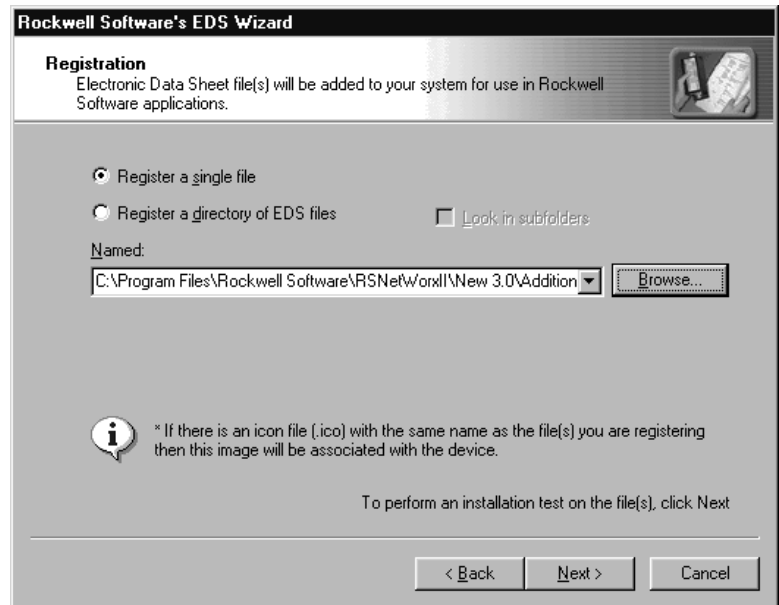 Rockwell Software's EDS Wizard
Registration
Electronic Data Sheet file(s) will be added to your system for use in Rockwell
Software applications.
Register a single file
Register a directory of EDS files
Look in subfolders
Named:
C:\Program Files\Rockwell Software\RSNetWorxII\New 3.0\Addition
Browse...
* If there is an icon file (.ico) with the same name as the file(s) you are registering
then this image will be associated with the device.
To perform an installation test on the file(s), click Next
< Back
Next >
Cancel